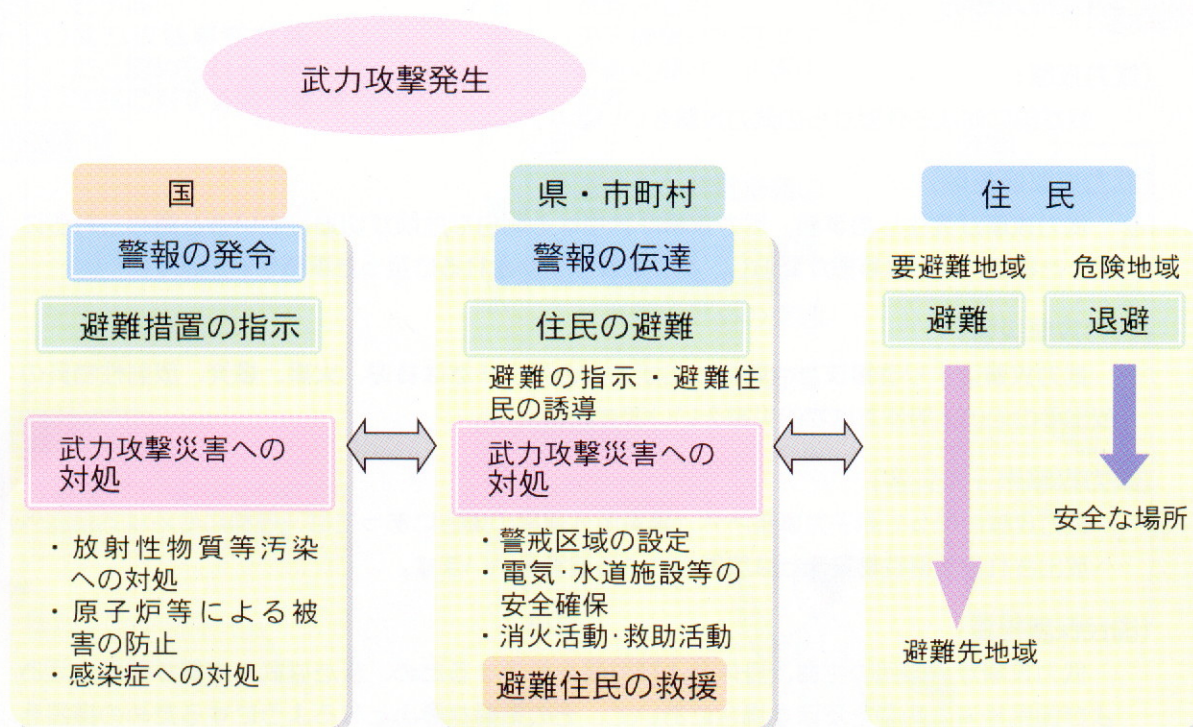 武力攻撃発生
国
警報の発令
避難措置の指示
武力攻撃災害への
対処
・放射性物質等汚染
への対処
・原子炉等による被
害の防止
・感染症への対処
県・市町村
警報の伝達
住民の避難
避難の指示・避難住
民の誘導
武力攻撃災害への
対処
・警戒区域の設定
・電気･水道施設等の
安全確保
・消火活動･救助活動
避難住民の救援
住　民
要避難地域
避難
避難先地域
危険地域
退避
安全な場所